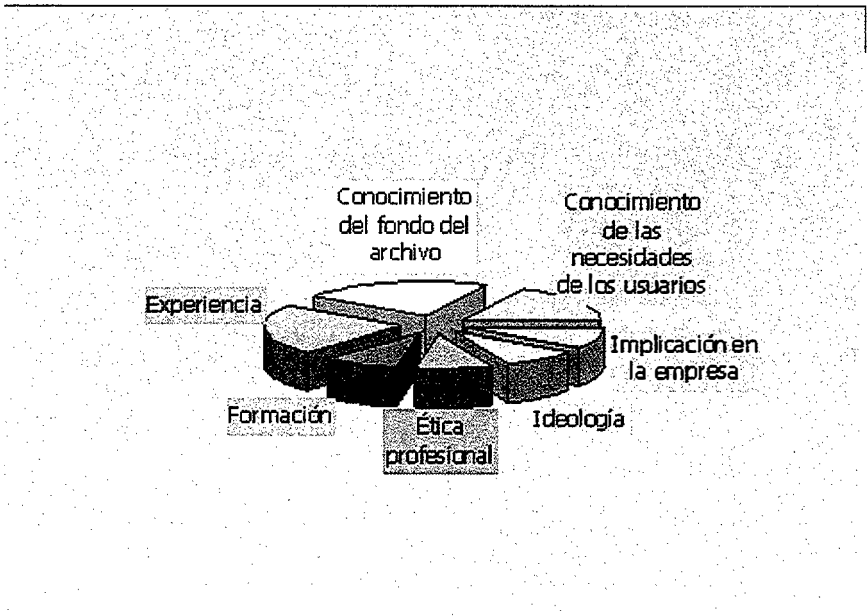 Conocimiento
del fondo del
archivo
Conocimiento
de las
necesidades
de los usuarios
Experiencia
Implicación en
la empresa
Formación
Ética
profesional
Ideología